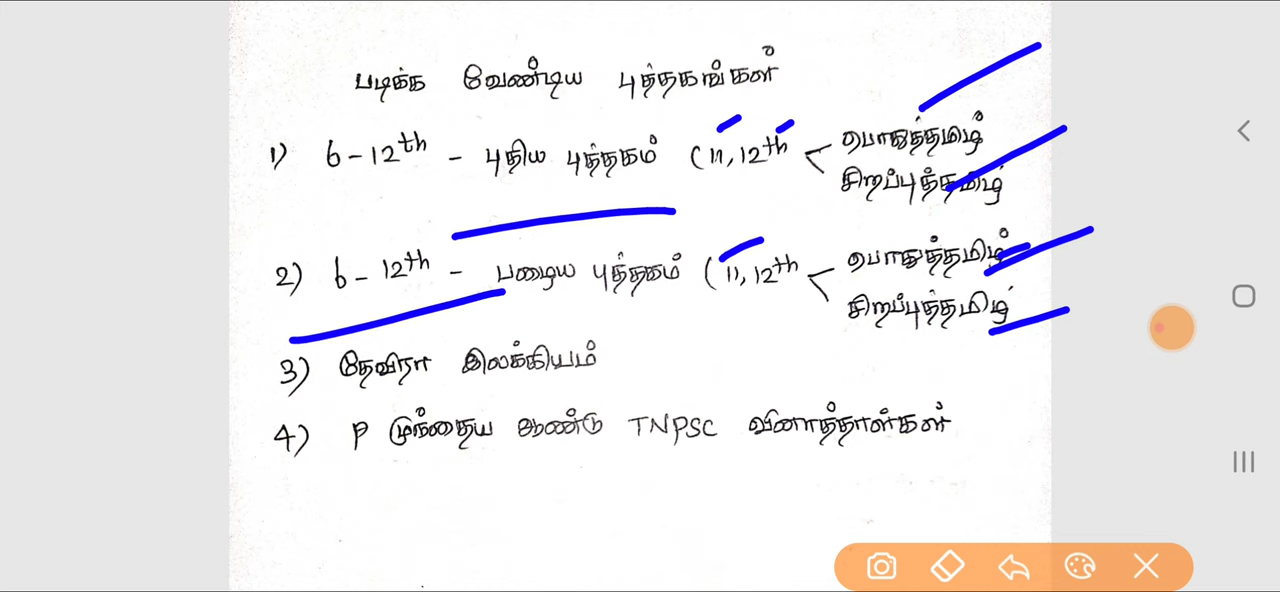 படிக்க வேண்டிய புத்தகங்கள்
1) 6-12th - புதிய புத்தகம் (11, 12th < பொதுத்தமிழ்
சிறப்புத்தமிழ்
2) 6-12th - பழைய புத்தகம் (11, 12th < பொதுத்தமிழ்
சிறப்புத்தமிழ்
3) தேவிரா இலக்கியம்
4) P முந்தைய ஆண்டு TNPSC வினாத்தாள்கள்